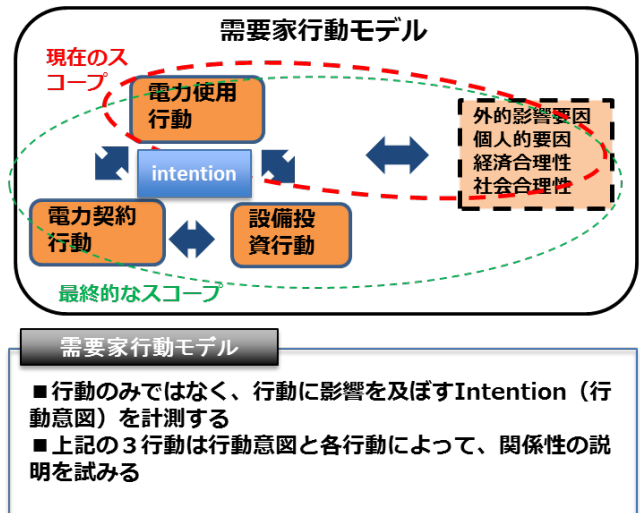 需要家行動モデル
現在のス
コープ
電力使用
行動
外的影響要因
個人的要因
経済合理性
社会合理性
intention
電力契約
行動
設備投
資行動
最終的なスコープ
需要家行動モデル
■行動のみではなく、行動に影響を及ぼすIntention（行
動意図）を計測する
■上記の３行動は行動意図と各行動によって、関係性の説
明を試みる